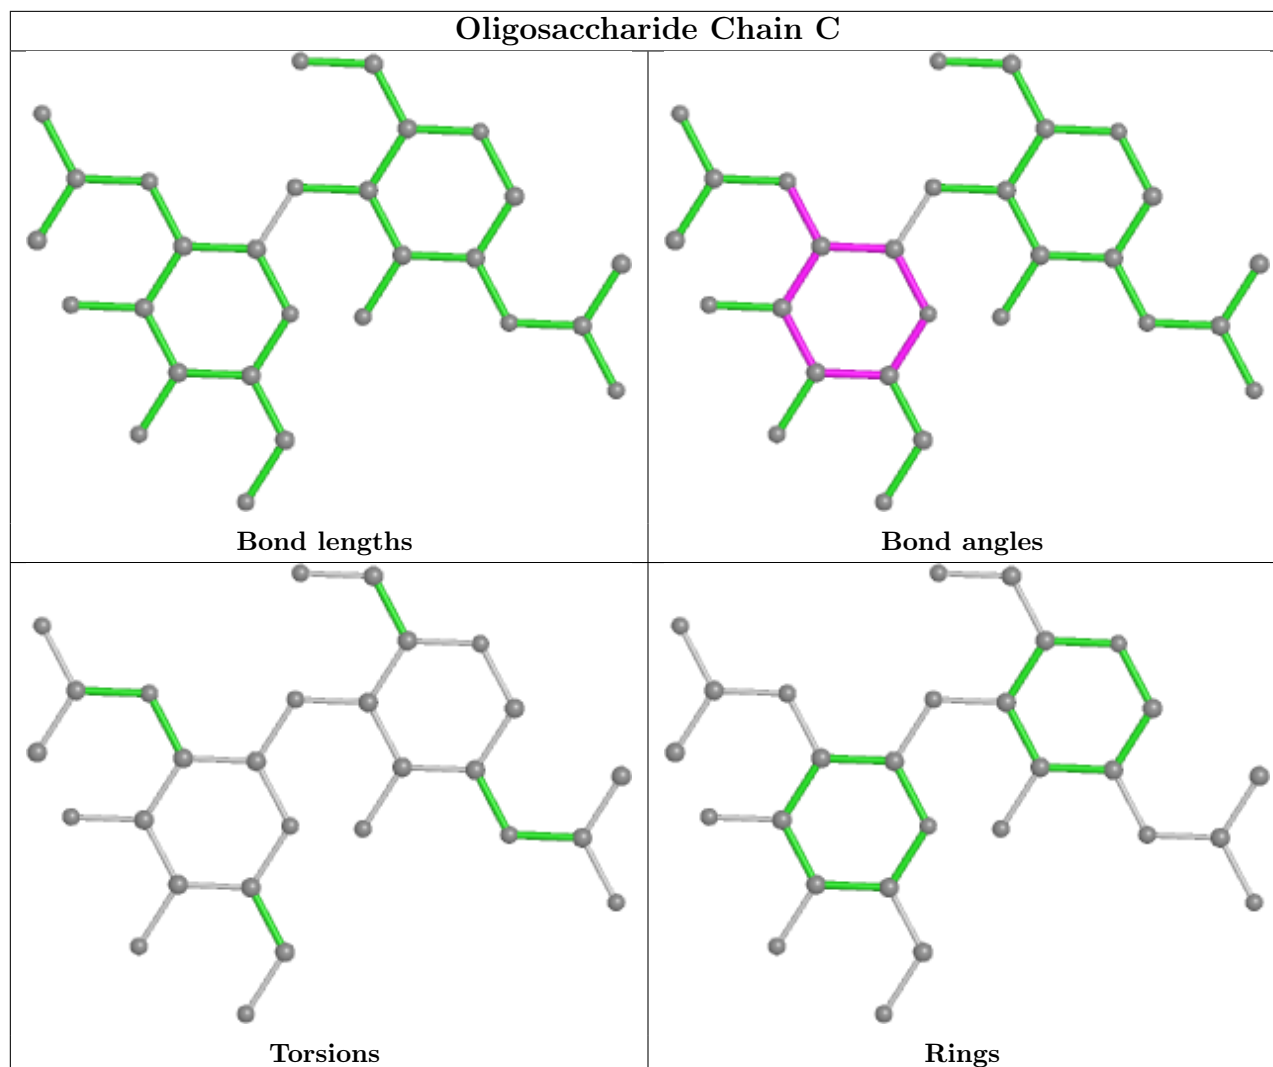 Oligosaccharide Chain C
Bond lengths
Bond angles
Torsions
Rings